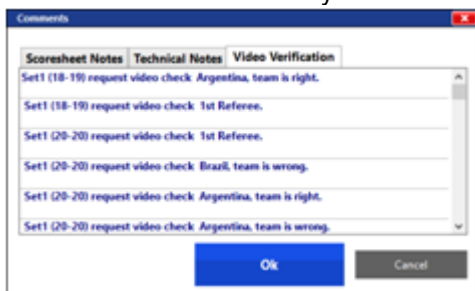 Comments
Scoresheet Notes Technical Notes Video Verification
Set1 (18-19) request video check Argentina, team is right.
Set1 (18-19) request video check 1st Referee.
Set1 (20-20) request video check 1st Referee.
Set1 (20-20) request video check Brazil, team is wrong.
Set1 (20-20) request video check Argentina, team is right.
Set1 (20-20) request video check Argentina, team is wrong.
Ok Cancel